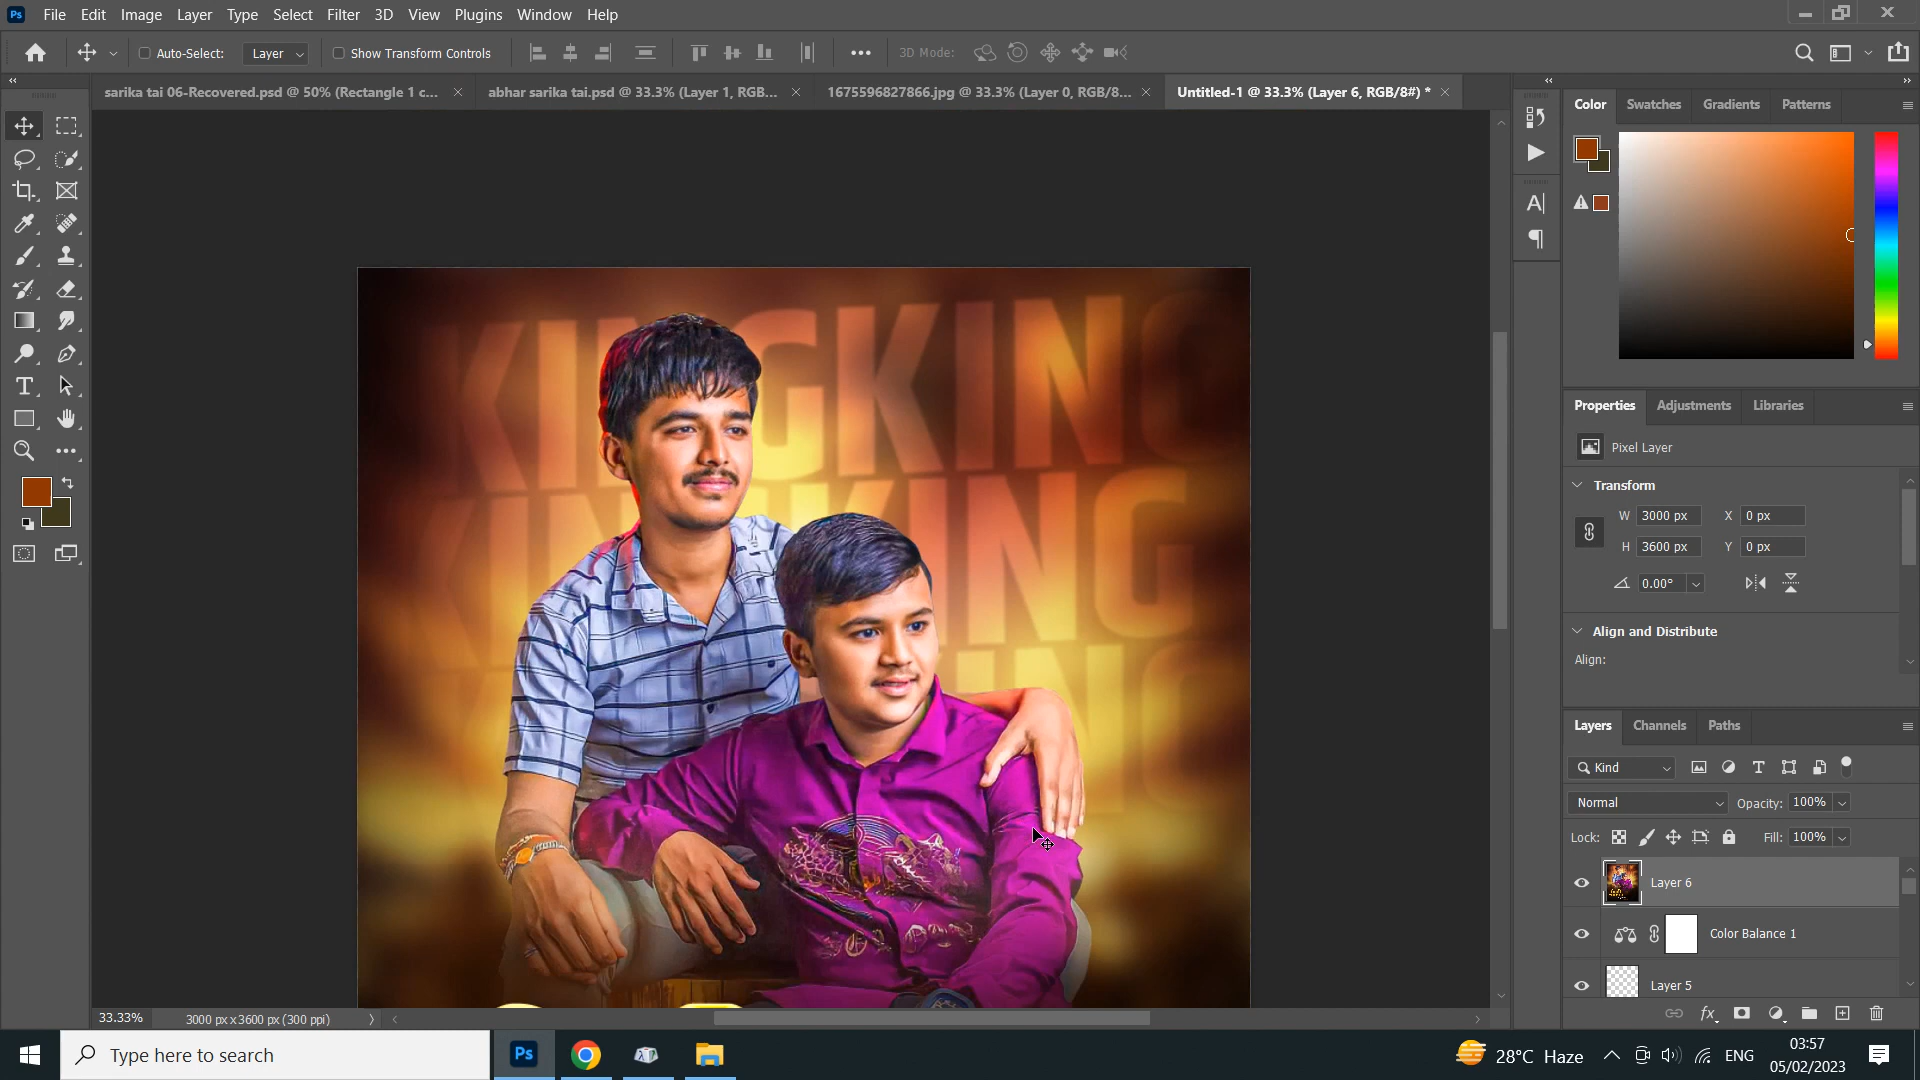 Ps File Edit Image Layer Type Select Filter 3D View Plugins Window Help
Auto-Select: Layer Show Transform Controls 3D Mode:
sarika tai 06-Recovered.psd @ 50% (Rectangle 1 c... abhar sarika tai.psd @ 33.3% (Layer 1, RGB... 1675596827866.jpg @ 33.3% (Layer 0, RGB/8... Untitled-1 @ 33.3% (Layer 6, RGB/8#) *
Color Swatches Gradients Patterns
KINGKING
KINGKING
KING
Properties Adjustments Libraries
Pixel Layer
Transform
W 3000 px X 0 px
H 3600 px Y 0 px
0.00°
Align and Distribute
Align:
Layers Channels Paths
Kind
Normal Opacity: 100%
Lock: Fill: 100%
Layer 6
Color Balance 1
Layer 5
33.33% 3000 px x 3600 px (300 ppi)
Type here to search
Ps
28°C Haze ENG
03:57
05/02/2023